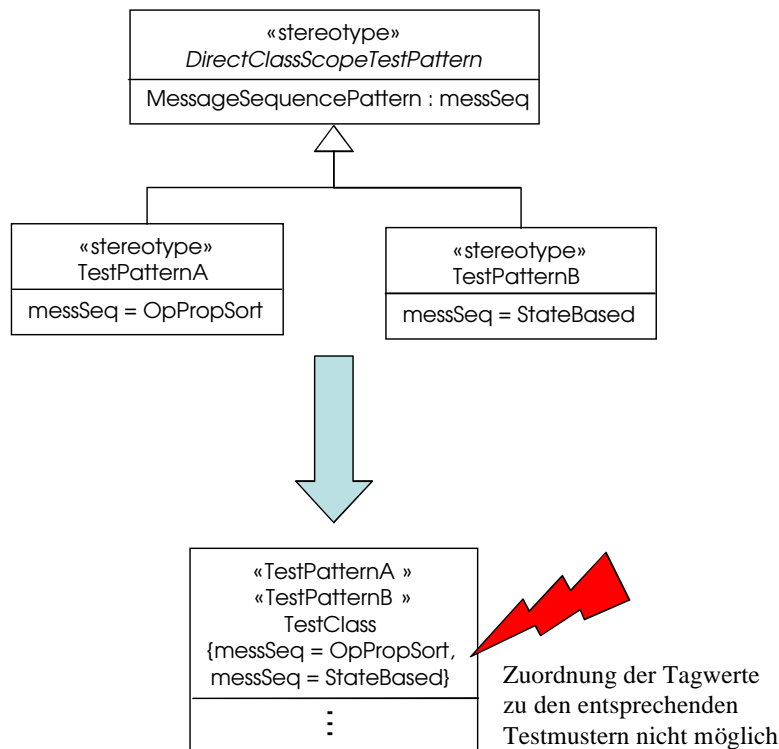 «stereotype»
DirectClassScopeTestPattern
MessageSequencePattern : messSeq
«stereotype»
TestPatternA
messSeq = OpPropSort
«stereotype»
TestPatternB
messSeq = StateBased
«TestPatternA »
«TestPatternB »
TestClass
{messSeq = OpPropSort,
messSeq = StateBased}
Zuordnung der Tagwerte
zu den entsprechenden
Testmustern nicht möglich